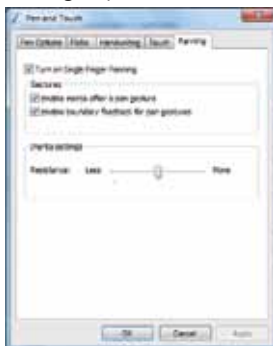 Pen and Touch
Pen Options Flicks Handwriting Touch Panning
Turn on single finger panning
Gestures
Enable inertia after a pan gesture
Enable boundary feedback for pan gestures
Inertia settings
Resistance: Less More
OK Cancel Apply